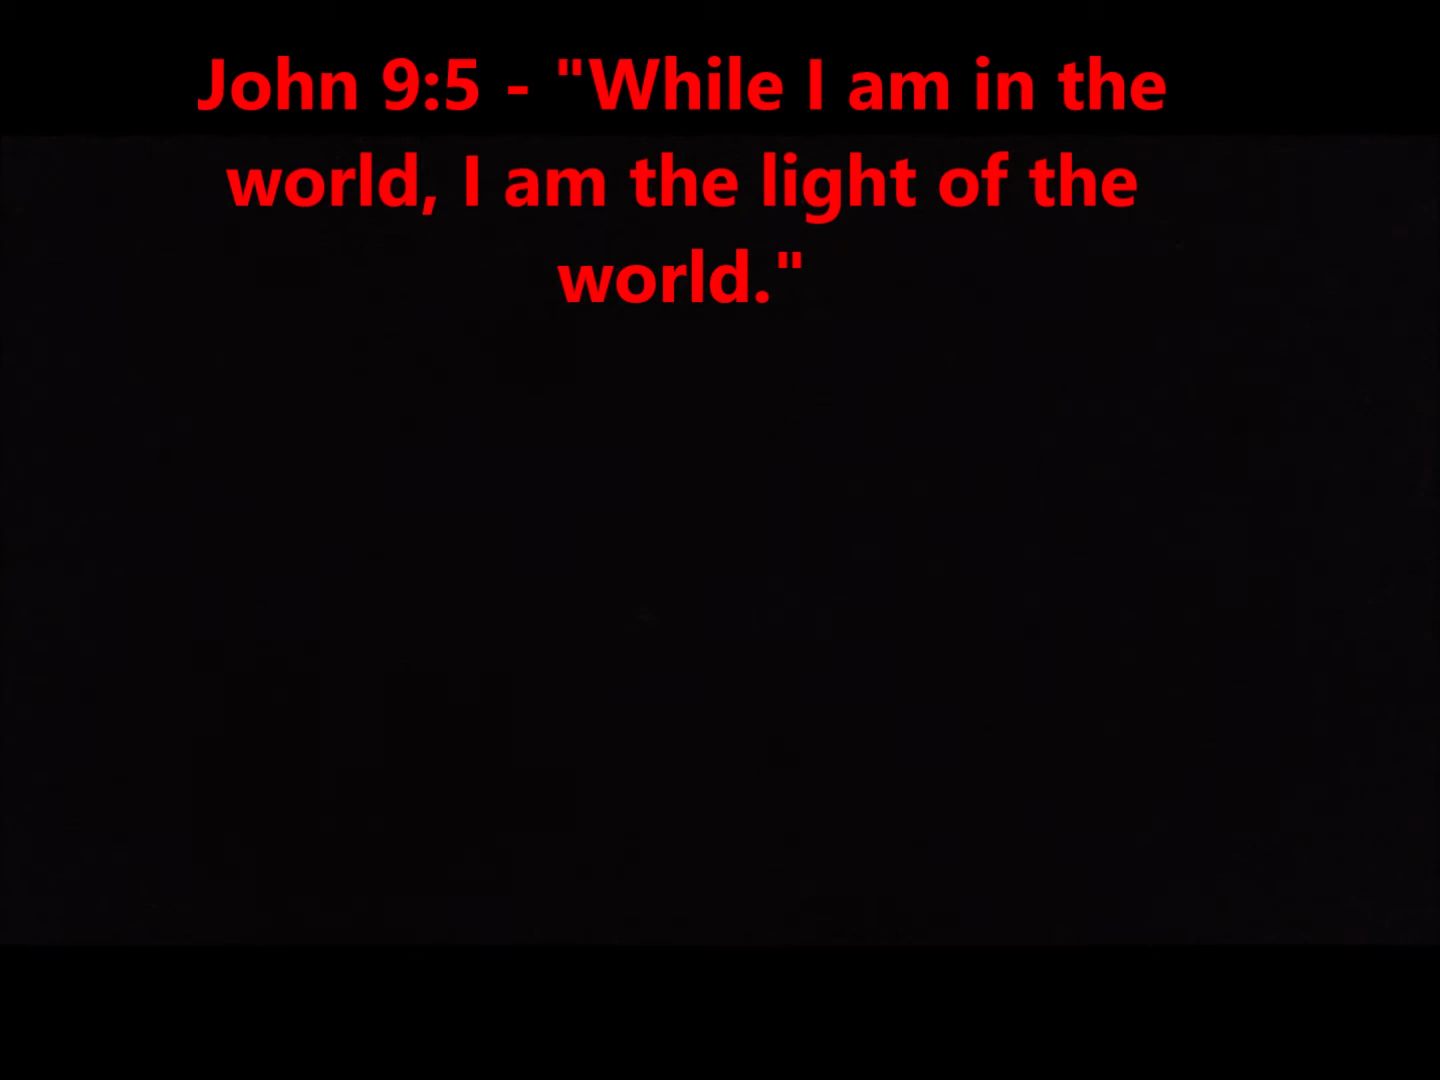 John 9:5 - "While I am in the
world, I am the light of the
world."